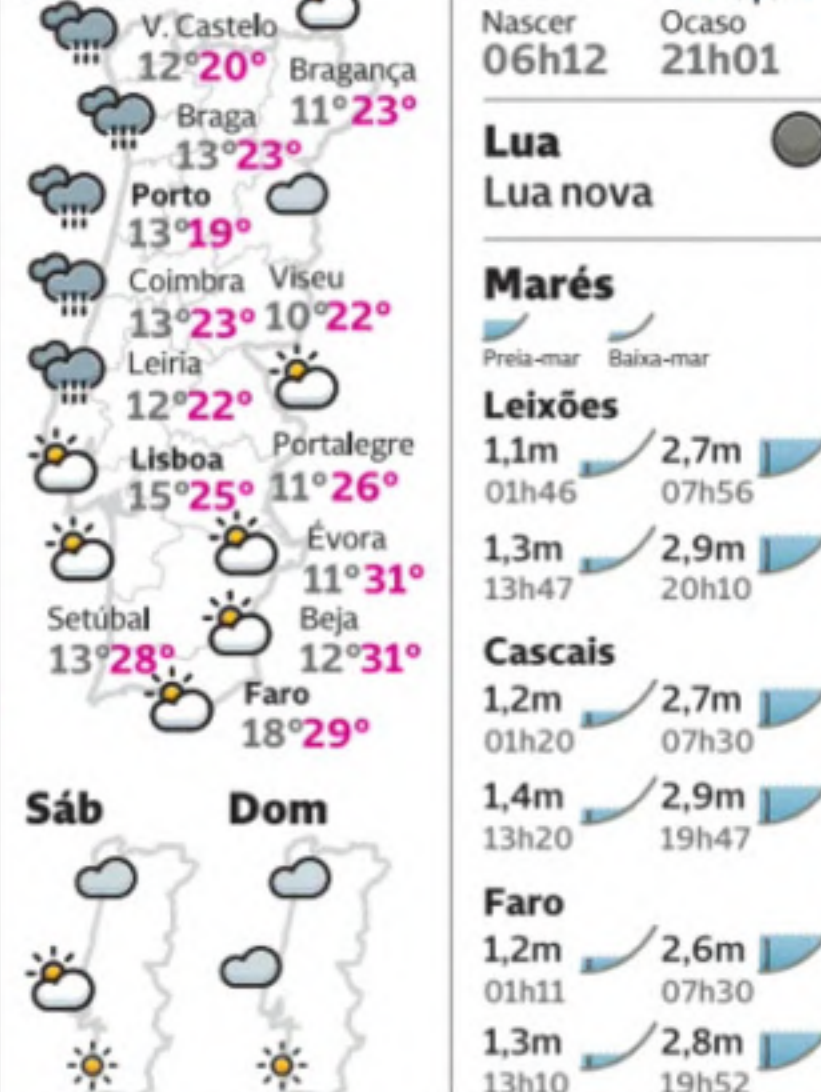 V. Castelo
12° 20°
Bragança
11° 23°
Braga
13° 23°
Porto
13° 19°
Coimbra
13° 23°
Viseu
10° 22°
Leiria
12° 22°
Lisboa
15° 25°
Portalegre
11° 26°
Évora
11° 31°
Setúbal
13° 28°
Beja
12° 31°
Faro
18° 29°
Sáb Dom
Nascer Ocaso
06h12 21h01
Lua
Lua nova
Marés
Preia-mar Baixa-mar
Leixões
1,1m 2,7m
01h46 07h56
1,3m 2,9m
13h47 20h10
Cascais
1,2m 2,7m
01h20 07h30
1,4m 2,9m
13h20 19h47
Faro
1,2m 2,6m
01h11 07h30
1,3m 2,8m
13h10 19h52